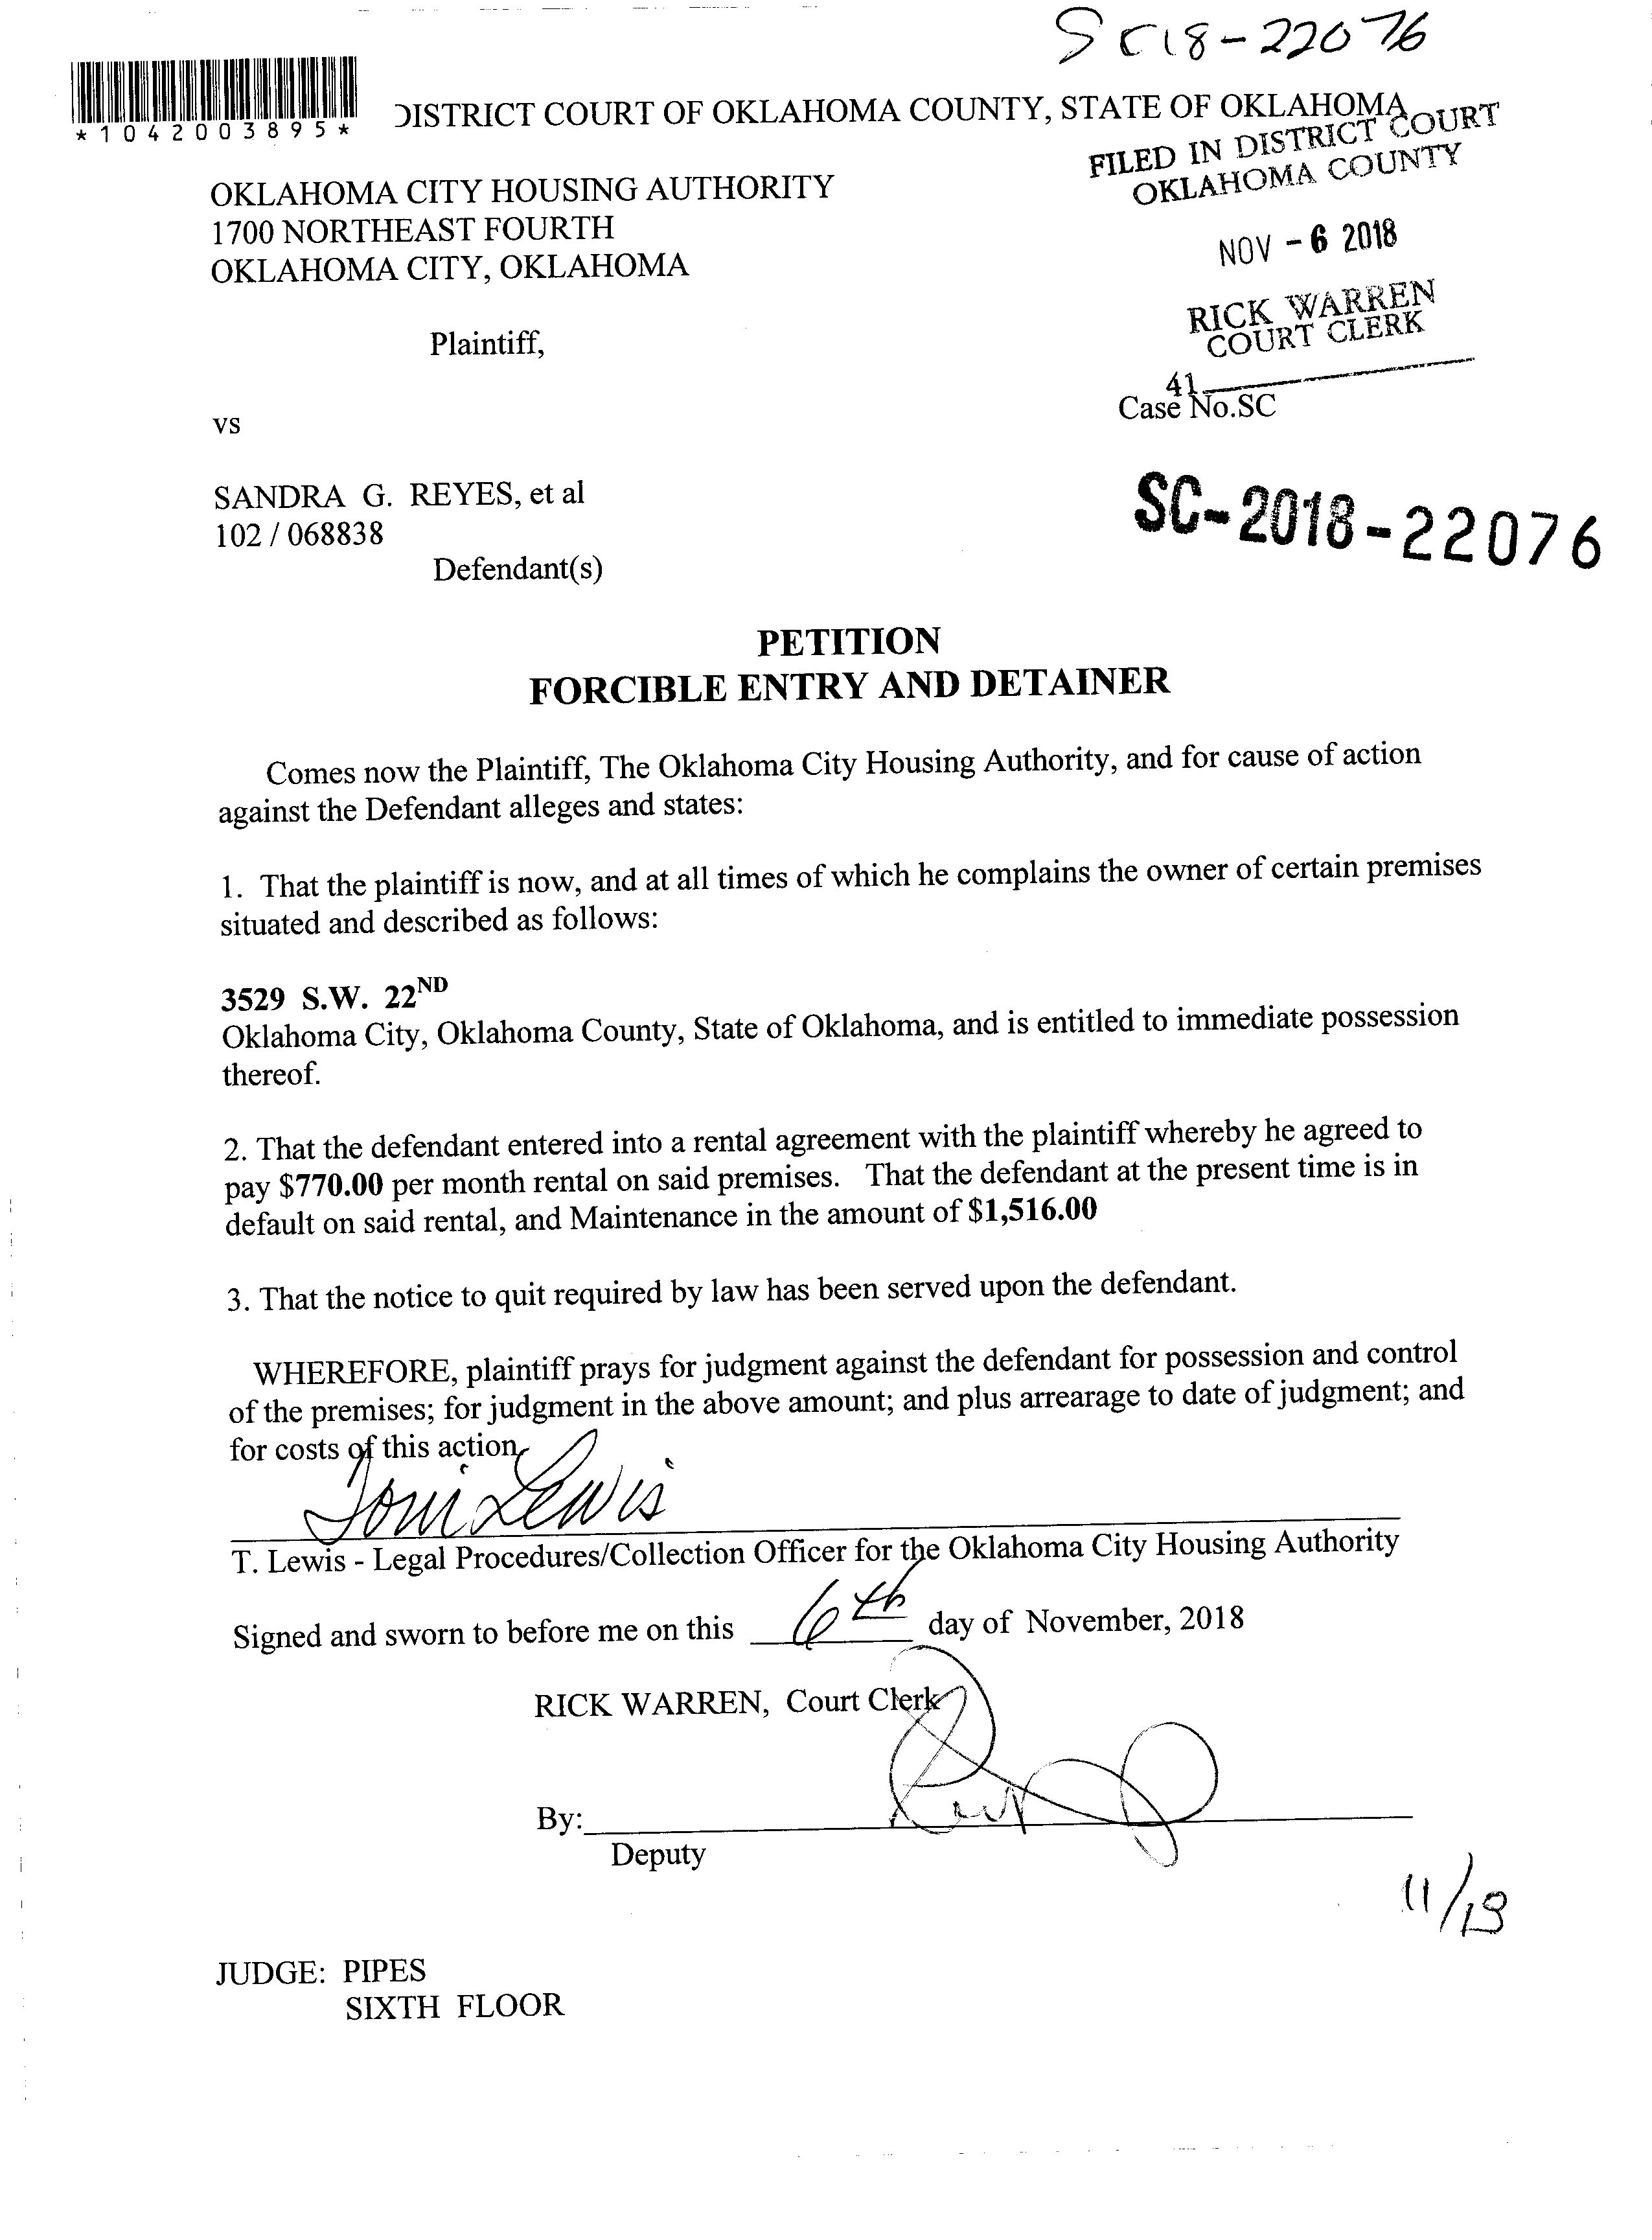 SC18-22076
*1042003895*
DISTRICT COURT OF OKLAHOMA COUNTY, STATE OF OKLAHOMA
FILED IN DISTRICT COURT
OKLAHOMA COUNTY
OKLAHOMA CITY HOUSING AUTHORITY
1700 NORTHEAST FOURTH
OKLAHOMA CITY, OKLAHOMA
NOV -6 2018
RICK WARREN
COURT CLERK
Plaintiff,
41
Case No.SC
vs
SANDRA G. REYES, et al
102 / 068838
SC-2018-22076
Defendant(s)
PETITION
FORCIBLE ENTRY AND DETAINER
Comes now the Plaintiff, The Oklahoma City Housing Authority, and for cause of action
against the Defendant alleges and states:
1. That the plaintiff is now, and at all times of which he complains the owner of certain premises
situated and described as follows:
3529 S.W. 22ND
Oklahoma City, Oklahoma County, State of Oklahoma, and is entitled to immediate possession
thereof.
2. That the defendant entered into a rental agreement with the plaintiff whereby he agreed to
pay $770.00 per month rental on said premises. That the defendant at the present time is in
default on said rental, and Maintenance in the amount of $1,516.00
3. That the notice to quit required by law has been served upon the defendant.
WHEREFORE, plaintiff prays for judgment against the defendant for possession and control
of the premises; for judgment in the above amount; and plus arrearage to date of judgment; and
for costs of this action.
Toni Lewis
T. Lewis - Legal Procedures/Collection Officer for the Oklahoma City Housing Authority
Signed and sworn to before me on this 6th day of November, 2018
RICK WARREN, Court Clerk
By:
Deputy
11/19
JUDGE: PIPES
SIXTH FLOOR